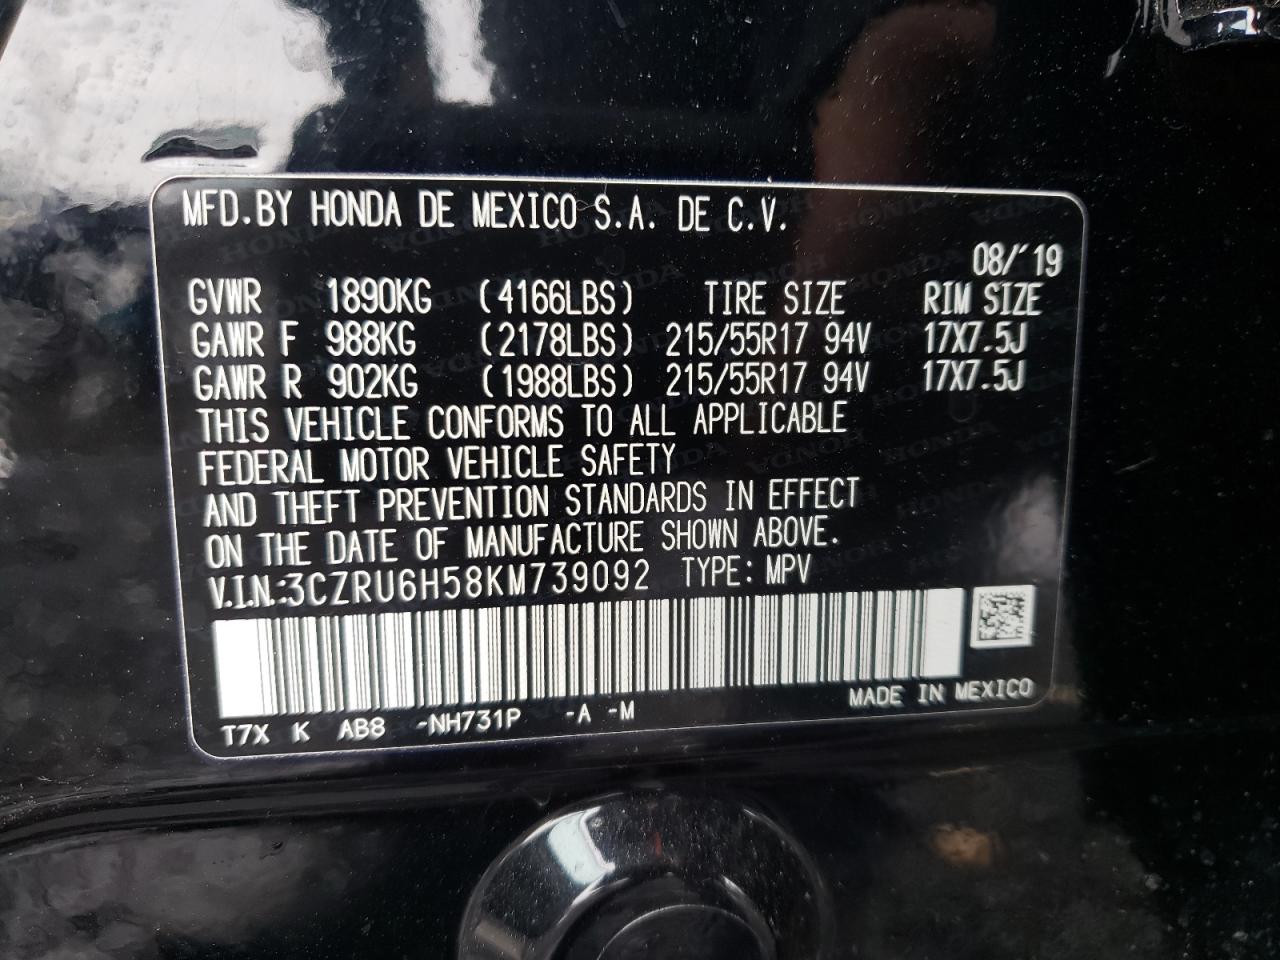 MFD.BY HONDA DE MEXICO S.A. DE C.V.
08/'19
GVWR 1890KG (4166LBS) TIRE SIZE RIM SIZE
GAWR F 988KG (2178LBS) 215/55R17 94V 17X7.5J
GAWR R 902KG (1988LBS) 215/55R17 94V 17X7.5J
THIS VEHICLE CONFORMS TO ALL APPLICABLE
FEDERAL MOTOR VEHICLE SAFETY
AND THEFT PREVENTION STANDARDS IN EFFECT
ON THE DATE OF MANUFACTURE SHOWN ABOVE.
V.I.N.:3CZRU6H58KM739092 TYPE: MPV
MADE IN MEXICO
T7X K AB8 -NH731P -A -M